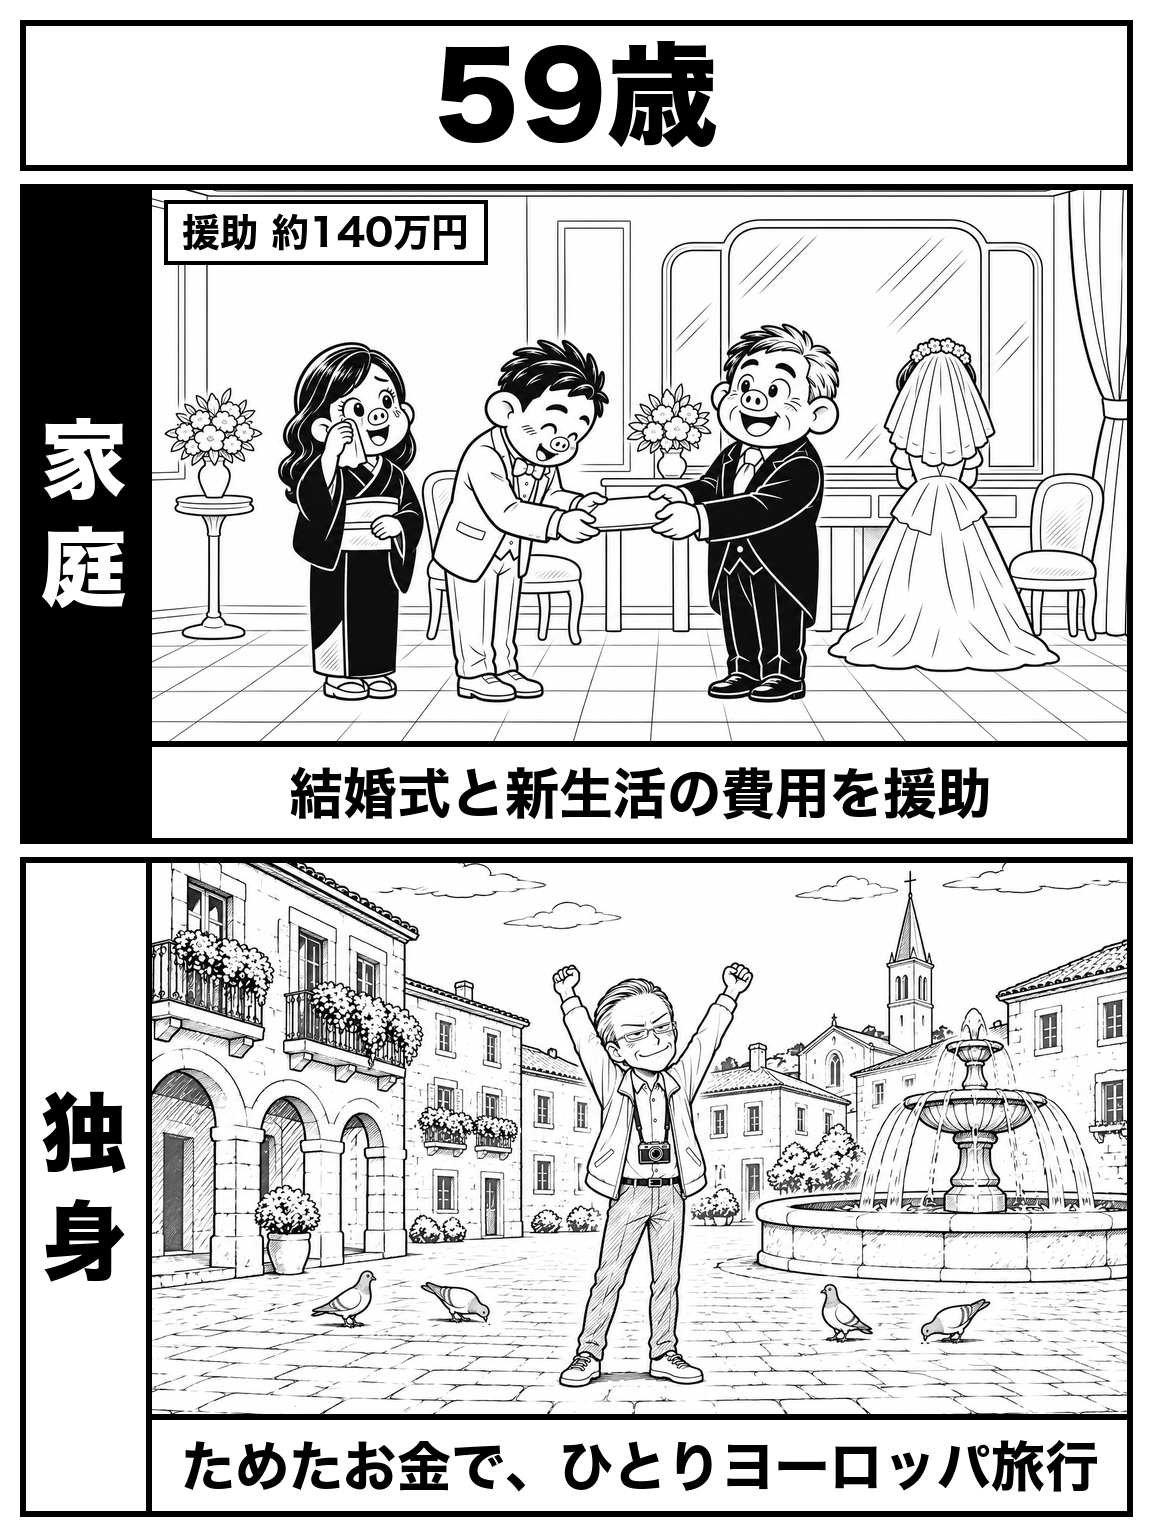 59歳
家庭
援助 約140万円
結婚式と新生活の費用を援助
独身
ためたお金で、ひとりヨーロッパ旅行